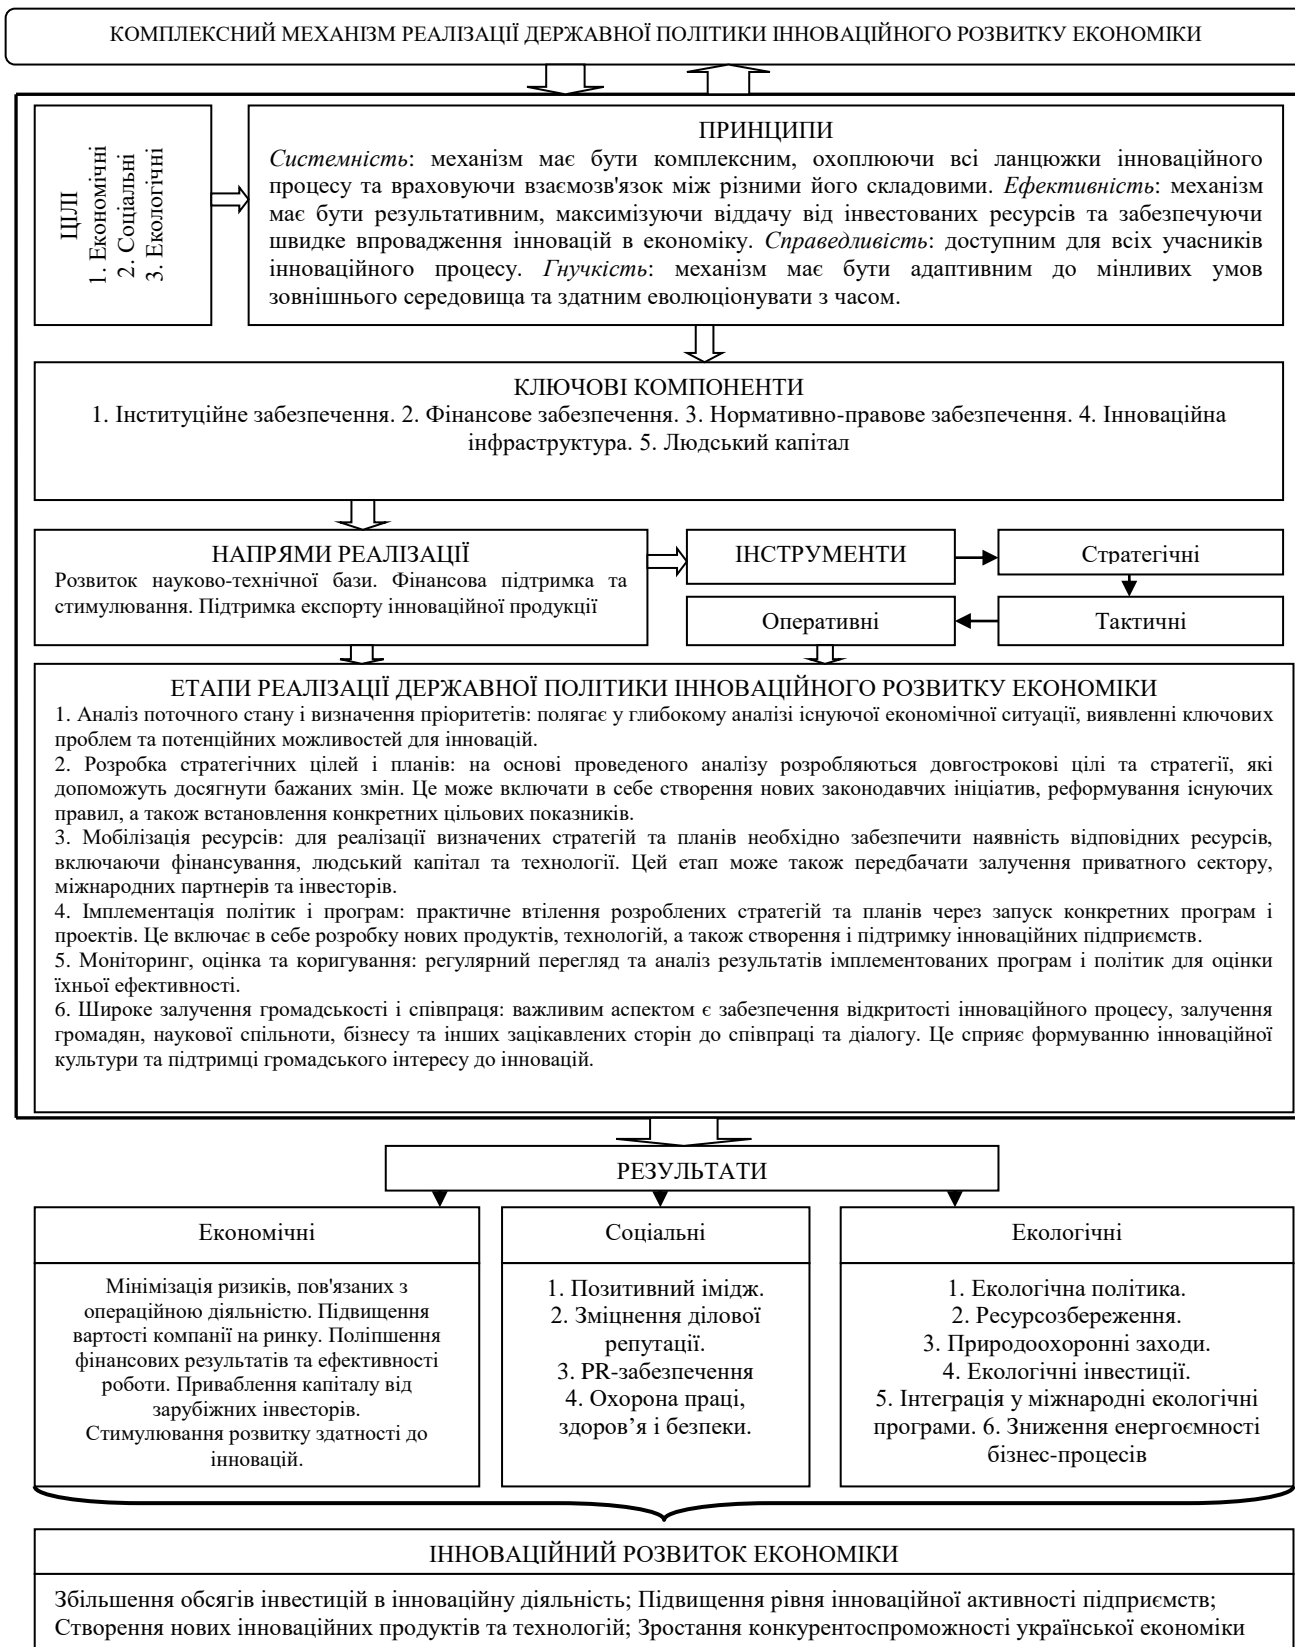 КОМПЛЕКСНИЙ МЕХАНІЗМ РЕАЛІЗАЦІЇ ДЕРЖАВНОЇ ПОЛІТИКИ ІННОВАЦІЙНОГО РОЗВИТКУ ЕКОНОМІКИ
ЦІЛІ
1. Економічні
2. Соціальні
3. Екологічні
ПРИНЦИПИ
Системність: механізм має бути комплексним, охоплюючи всі ланцюжки інноваційного
процесу та враховуючи взаємозв'язок між різними його складовими. Ефективність: механізм
має бути результативним, максимізуючи віддачу від інвестованих ресурсів та забезпечуючи
швидке впровадження інновацій в економіку. Справедливість: доступним для всіх учасників
інноваційного процесу. Гнучкість: механізм має бути адаптивним до мінливих умов
зовнішнього середовища та здатним еволюціонувати з часом.
КЛЮЧОВІ КОМПОНЕНТИ
1. Інституційне забезпечення. 2. Фінансове забезпечення. 3. Нормативно-правове забезпечення. 4. Інноваційна
інфраструктура. 5. Людський капітал
НАПРЯМИ РЕАЛІЗАЦІЇ
Розвиток науково-технічної бази. Фінансова підтримка та
стимулювання. Підтримка експорту інноваційної продукції
ІНСТРУМЕНТИ
Стратегічні
Оперативні
Тактичні
ЕТАПИ РЕАЛІЗАЦІЇ ДЕРЖАВНОЇ ПОЛІТИКИ ІННОВАЦІЙНОГО РОЗВИТКУ ЕКОНОМІКИ
1. Аналіз поточного стану і визначення пріоритетів: полягає у глибокому аналізі існуючої економічної ситуації, виявленні ключових
проблем та потенційних можливостей для інновацій.
2. Розробка стратегічних цілей і планів: на основі проведеного аналізу розробляються довгострокові цілі та стратегії, які
допоможуть досягнути бажаних змін. Це може включати в себе створення нових законодавчих ініціатив, реформування існуючих
правил, а також встановлення конкретних цільових показників.
3. Мобілізація ресурсів: для реалізації визначених стратегій та планів необхідно забезпечити наявність відповідних ресурсів,
включаючи фінансування, людський капітал та технології. Цей етап може також передбачати залучення приватного сектору,
міжнародних партнерів та інвесторів.
4. Імплементація політик і програм: практичне втілення розроблених стратегій та планів через запуск конкретних програм і
проектів. Це включає в себе розробку нових продуктів, технологій, а також створення і підтримку інноваційних підприємств.
5. Моніторинг, оцінка та коригування: регулярний перегляд та аналіз результатів імплементованих програм і політик для оцінки
їхньої ефективності.
6. Широке залучення громадськості і співпраця: важливим аспектом є забезпечення відкритості інноваційного процесу, залучення
громадян, наукової спільноти, бізнесу та інших зацікавлених сторін до співпраці та діалогу. Це сприяє формуванню інноваційної
культури та підтримці громадського інтересу до інновацій.
РЕЗУЛЬТАТИ
Економічні
Мінімізація ризиків, пов'язаних з
операційною діяльністю. Підвищення
вартості компанії на ринку. Поліпшення
фінансових результатів та ефективності
роботи. Приваблення капіталу від
зарубіжних інвесторів.
Стимулювання розвитку здатності до
інновацій.
Соціальні
1. Позитивний імідж.
2. Зміцнення ділової
репутації.
3. PR-забезпечення
4. Охорона праці,
здоров’я і безпеки.
Екологічні
1. Екологічна політика.
2. Ресурсозбереження.
3. Природоохоронні заходи.
4. Екологічні інвестиції.
5. Інтеграція у міжнародні екологічні
програми. 6. Зниження енергоємності
бізнес-процесів
ІННОВАЦІЙНИЙ РОЗВИТОК ЕКОНОМІКИ
Збільшення обсягів інвестицій в інноваційну діяльність; Підвищення рівня інноваційної активності підприємств;
Створення нових інноваційних продуктів та технологій; Зростання конкурентоспроможності української економіки